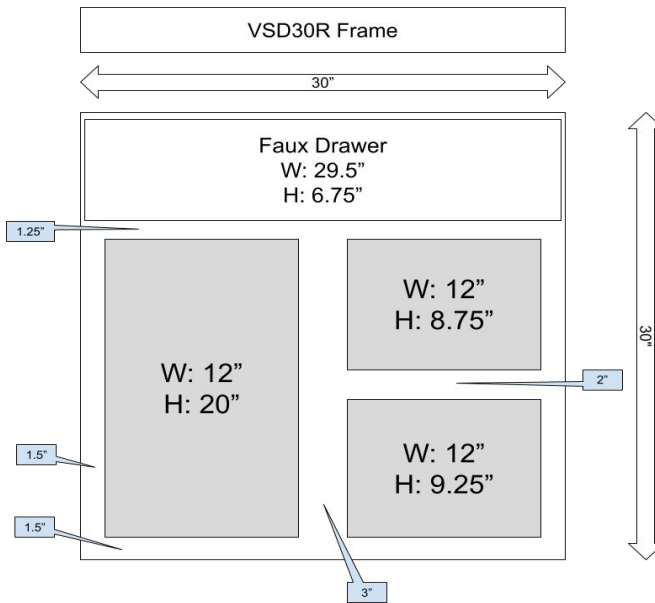 VSD30R Frame
30”
Faux Drawer
W: 29.5”
H: 6.75”
1.25”
W: 12”
H: 8.75”
30”
W: 12”
H: 20”
2”
W: 12”
H: 9.25”
1.5”
1.5”
3”